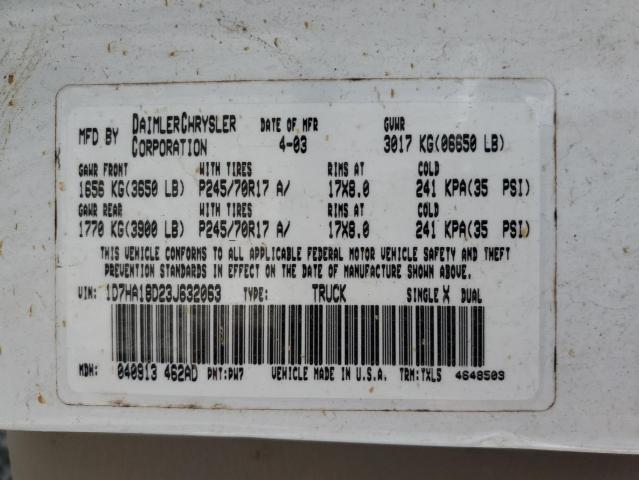 MFD BY DAIMLERCHRYSLER CORPORATION DATE OF MFR 4-03 GVWR 3017 KG(06650 LB)
GAWR FRONT WITH TIRES RIMS AT COLD
1656 KG(3650 LB) P245/70R17 A/ 17X8.0 241 KPA(35 PSI)
GAWR REAR WITH TIRES RIMS AT COLD
1770 KG(3900 LB) P245/70R17 A/ 17X8.0 241 KPA(35 PSI)
THIS VEHICLE CONFORMS TO ALL APPLICABLE FEDERAL MOTOR VEHICLE SAFETY AND THEFT
PREVENTION STANDARDS IN EFFECT ON THE DATE OF MANUFACTURE SHOWN ABOVE.
VIN: 1D7HA18D23J632063 TYPE: TRUCK SINGLE X DUAL
MDH: 040813 462AD PNT:PW7 VEHICLE MADE IN U.S.A. TRM:TXL5 4648503